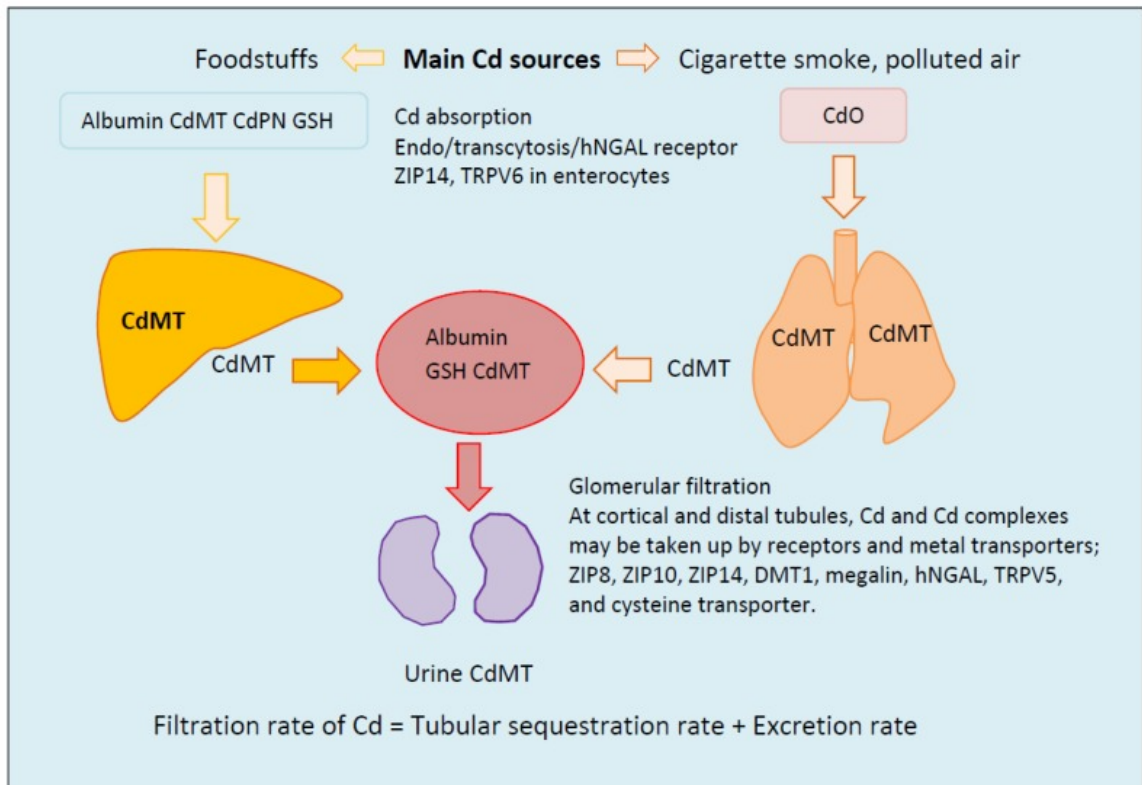 Foodstuffs Main Cd sources Cigarette smoke, polluted air
Albumin CdMT CdPN GSH
Cd absorption
Endo/transcytosis/hNGAL receptor
ZIP14, TRPV6 in enterocytes
CdO
CdMT
CdMT
Albumin
GSH CdMT
CdMT
CdMT
CdMT
Glomerular filtration
At cortical and distal tubules, Cd and Cd complexes
may be taken up by receptors and metal transporters;
ZIP8, ZIP10, ZIP14, DMT1, megalin, hNGAL, TRPV5,
and cysteine transporter.
Urine CdMT
Filtration rate of Cd = Tubular sequestration rate + Excretion rate